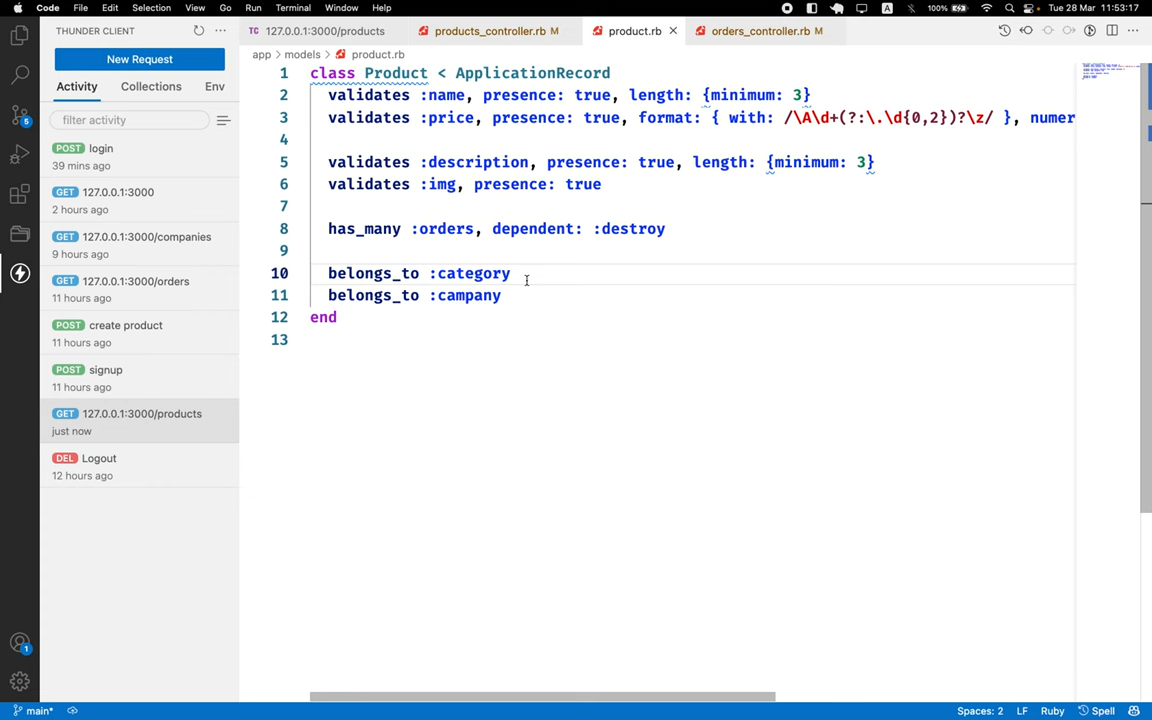 Code File Edit Selection View Go Run Terminal Window Help A 100% Tue 28 Mar 11:53:17
THUNDER CLIENT
TC 127.0.0.1:3000/products products_controller.rb M product.rb orders_controller.rb M
New Request
app > models > product.rb
Activity Collections Env
filter activity
POST login
39 mins ago
GET 127.0.0.1:3000
2 hours ago
GET 127.0.0.1:3000/companies
9 hours ago
GET 127.0.0.1:3000/orders
11 hours ago
POST create product
11 hours ago
POST signup
11 hours ago
GET 127.0.0.1:3000/products
just now
DEL Logout
12 hours ago
5
1
1 class Product < ApplicationRecord
2 validates :name, presence: true, length: {minimum: 3}
3 validates :price, presence: true, format: { with: /\A\d+(?:\.\d{0,2})?\z/ }, numer
4
5 validates :description, presence: true, length: {minimum: 3}
6 validates :img, presence: true
7
8 has_many :orders, dependent: :destroy
9
10 belongs_to :category
11 belongs_to :campany
12 end
13
main* Spaces: 2 LF Ruby Spell